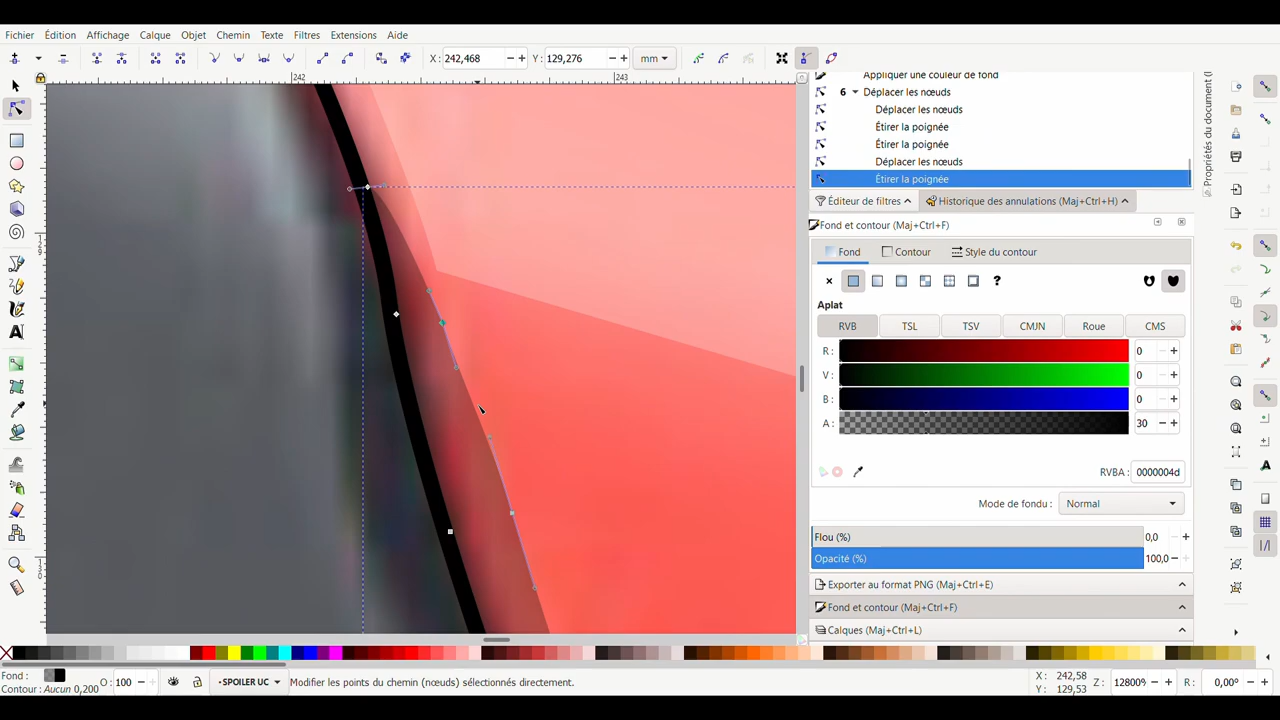 Fichier Édition Affichage Calque Objet Chemin Texte Filtres Extensions Aide
X: 242,468 Y: 129,276 mm
242 243
129
130
Appliquer une couleur de fond
6 Déplacer les nœuds
Déplacer les nœuds
Étirer la poignée
Étirer la poignée
Déplacer les nœuds
Étirer la poignée
Éditeur de filtres Historique des annulations (Maj+Ctrl+H)
Fond et contour (Maj+Ctrl+F)
Fond Contour Style du contour
?
Aplat
RVB TSL TSV CMJN Roue CMS
R : 0
V : 0
B : 0
A : 30
RVBA : 0000004d
Mode de fondu : Normal
Flou (%) 0,0
Opacité (%) 100,0
Exporter au format PNG (Maj+Ctrl+E)
Fond et contour (Maj+Ctrl+F)
Calques (Maj+Ctrl+L)
Fond : O: 100 •SPOILER UC Modifier les points du chemin (nœuds) sélectionnés directement. X: 242,58 Z: 12800% R: 0,00°
Contour : Aucun 0,200 Y: 129,53